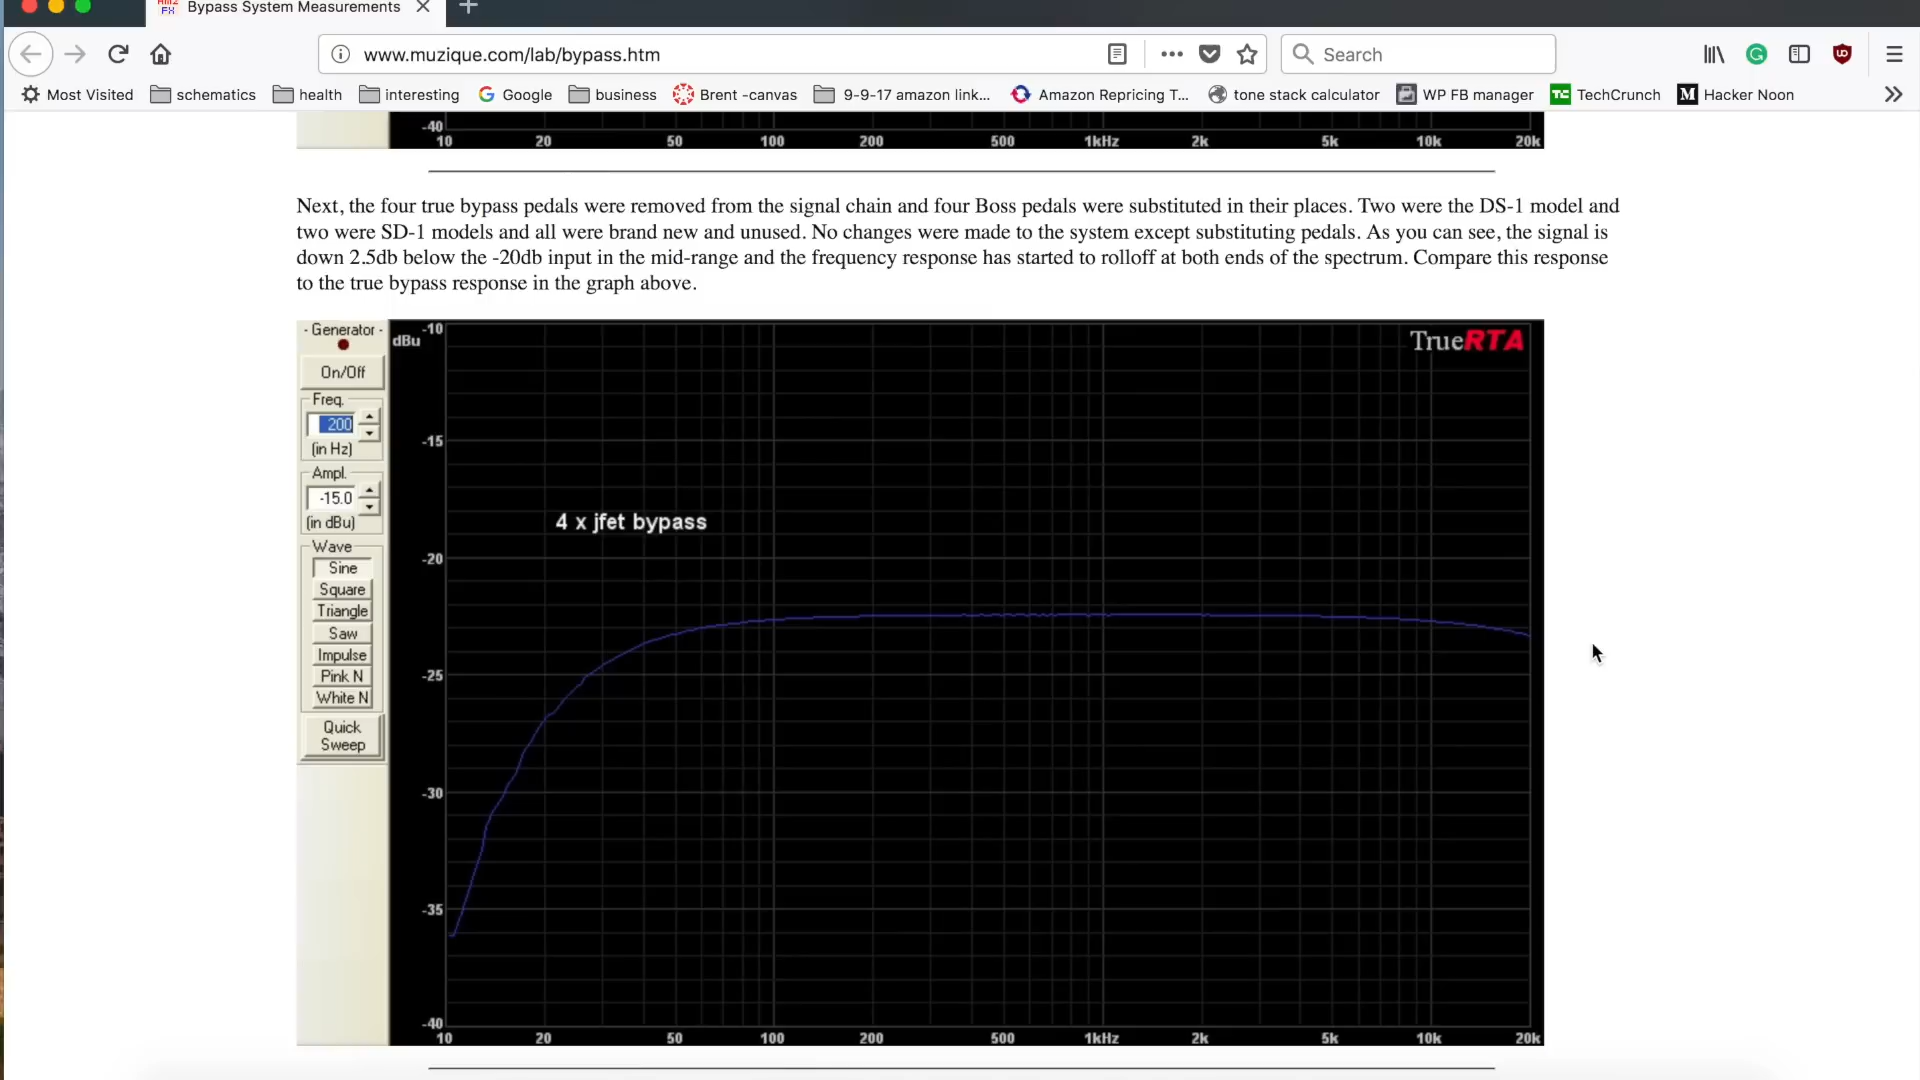 AMZ FX
Bypass System Measurements
www.muzique.com/lab/bypass.htm
Search
Most Visited
schematics
health
interesting
Google
business
Brent -canvas
9-9-17 amazon link...
Amazon Repricing T...
tone stack calculator
WP FB manager
TechCrunch
Hacker Noon
-40
10 20 50 100 200 500 1kHz 2k 5k 10k 20k
Next, the four true bypass pedals were removed from the signal chain and four Boss pedals were substituted in their places. Two were the DS-1 model and
two were SD-1 models and all were brand new and unused. No changes were made to the system except substituting pedals. As you can see, the signal is
down 2.5db below the -20db input in the mid-range and the frequency response has started to rolloff at both ends of the spectrum. Compare this response
to the true bypass response in the graph above.
- Generator -
On/Off
Freq.
200
(in Hz)
Ampl.
-15.0
(in dBu)
Wave
Sine
Square
Triangle
Saw
Impulse
Pink N
White N
Quick
Sweep
dBu
-10
TrueRTA
-15
4 x jfet bypass
-20
-25
-30
-35
-40
10 20 50 100 200 500 1kHz 2k 5k 10k 20k